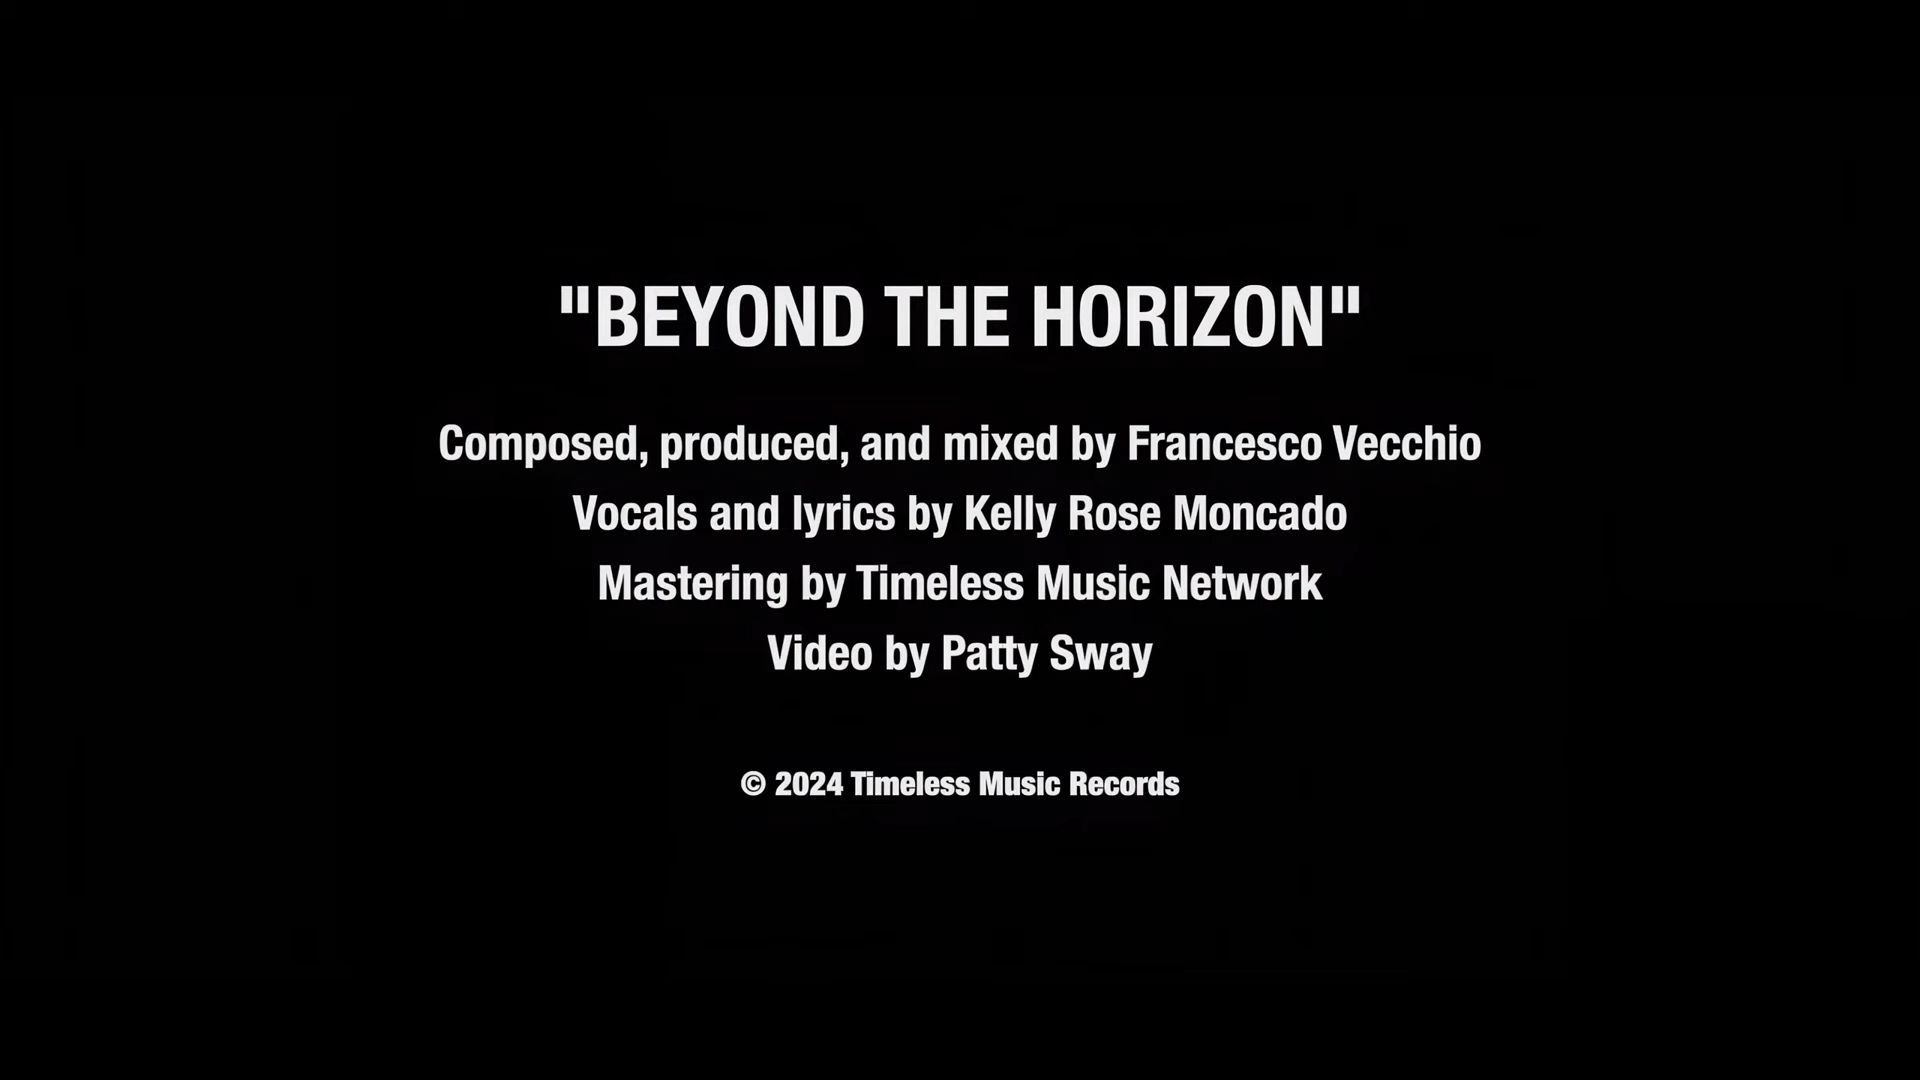 "BEYOND THE HORIZON"
Composed, produced, and mixed by Francesco Vecchio
Vocals and lyrics by Kelly Rose Moncado
Mastering by Timeless Music Network
Video by Patty Sway
© 2024 Timeless Music Records